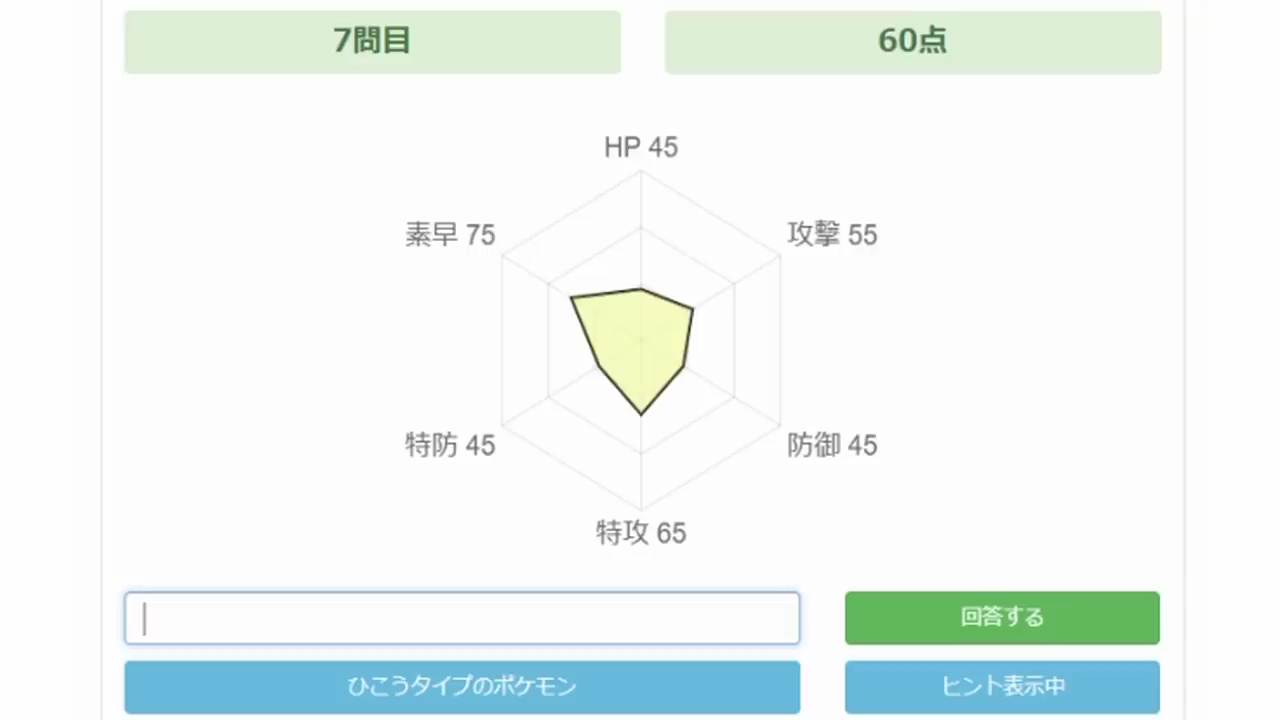 7問目
60点
HP 45
素早 75
攻撃 55
特防 45
防御 45
特攻 65
回答する
ひこうタイプのポケモン
ヒント表示中